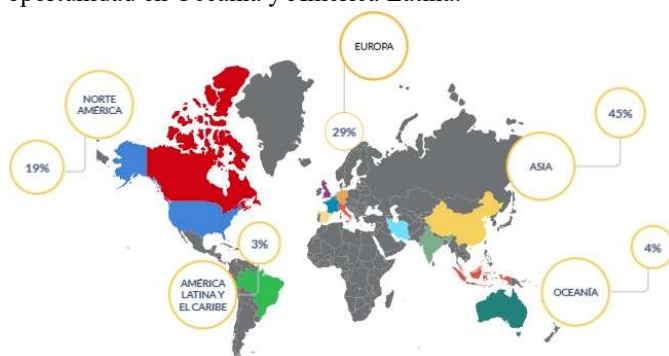 oportunidad en Oceanía y América Latina.
EUROPA
NORTE
AMÉRICA
45%
29%
19%
ASIA
3%
4%
AMÉRICA
LATINA Y
EL CARIBE
OCEANÍA